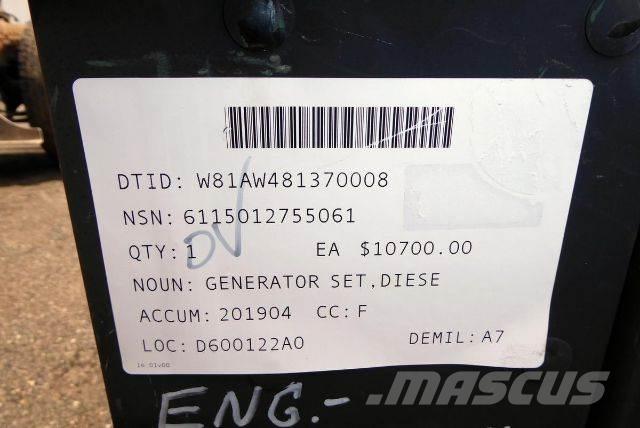 DTID: W81AW481370008
NSN: 6115012755061
QTY: 1 EA $10700.00
OV
NOUN: GENERATOR SET,DIESE
ACCUM: 201904 CC: F
LOC: D600122A0 DEMIL: A7
ENG.-
MASCUS